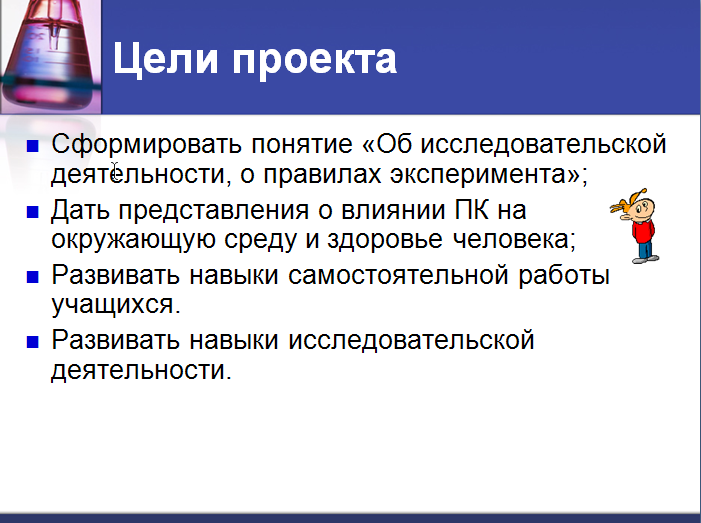 Цели проекта
Сформировать понятие «Об исследовательской
деятельности, о правилах эксперимента»;
Дать представления о влиянии ПК на
окружающую среду и здоровье человека;
Развивать навыки самостоятельной работы
учащихся.
Развивать навыки исследовательской
деятельности.